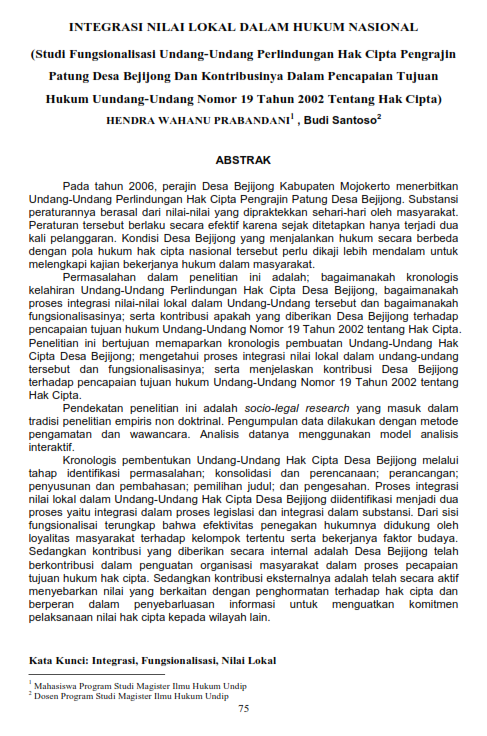 INTEGRASI NILAI LOKAL DALAM HUKUM NASIONAL
(Studi Fungsionalisasi Undang-Undang Perlindungan Hak Cipta Pengrajin
Patung Desa Bejijong Dan Kontribusinya Dalam Pencapaian Tujuan
Hukum Uundang-Undang Nomor 19 Tahun 2002 Tentang Hak Cipta)
HENDRA WAHANU PRABANDANI1 , Budi Santoso2
ABSTRAK
Pada tahun 2006, perajin Desa Bejijong Kabupaten Mojokerto menerbitkan
Undang-Undang Perlindungan Hak Cipta Pengrajin Patung Desa Bejijong. Substansi
peraturannya berasal dari nilai-nilai yang dipraktekkan sehari-hari oleh masyarakat.
Peraturan tersebut berlaku secara efektif karena sejak ditetapkan hanya terjadi dua
kali pelanggaran. Kondisi Desa Bejijong yang menjalankan hukum secara berbeda
dengan pola hukum hak cipta nasional tersebut perlu dikaji lebih mendalam untuk
melengkapi kajian bekerjanya hukum dalam masyarakat.
Permasalahan dalam penelitian ini adalah; bagaimanakah kronologis
kelahiran Undang-Undang Perlindungan Hak Cipta Desa Bejijong, bagaimanakah
proses integrasi nilai-nilai lokal dalam Undang-Undang tersebut dan bagaimanakah
fungsionalisasinya; serta kontribusi apakah yang diberikan Desa Bejijong terhadap
pencapaian tujuan hukum Undang-Undang Nomor 19 Tahun 2002 tentang Hak Cipta.
Penelitian ini bertujuan memaparkan kronologis pembuatan Undang-Undang Hak
Cipta Desa Bejijong; mengetahui proses integrasi nilai lokal dalam undang-undang
tersebut dan fungsionalisasinya; serta menjelaskan kontribusi Desa Bejijong
terhadap pencapaian tujuan hukum Undang-Undang Nomor 19 Tahun 2002 tentang
Hak Cipta.
Pendekatan penelitian ini adalah socio-legal research yang masuk dalam
tradisi penelitian empiris non doktrinal. Pengumpulan data dilakukan dengan metode
pengamatan dan wawancara. Analisis datanya menggunakan model analisis
interaktif.
Kronologis pembentukan Undang-Undang Hak Cipta Desa Bejijong melalui
tahap identifikasi permasalahan; konsolidasi dan perencanaan; perancangan;
penyusunan dan pembahasan; pemilihan judul; dan pengesahan. Proses integrasi
nilai lokal dalam Undang-Undang Hak Cipta Desa Bejijong diidentifikasi menjadi dua
proses yaitu integrasi dalam proses legislasi dan integrasi dalam substansi. Dari sisi
fungsionalisai terungkap bahwa efektivitas penegakan hukumnya didukung oleh
loyalitas masyarakat terhadap kelompok tertentu serta bekerjanya faktor budaya.
Sedangkan kontribusi yang diberikan secara internal adalah Desa Bejijong telah
berkontribusi dalam penguatan organisasi masyarakat dalam proses pecapaian
tujuan hukum hak cipta. Sedangkan kontribusi eksternalnya adalah telah secara aktif
menyebarkan nilai yang berkaitan dengan penghormatan terhadap hak cipta dan
berperan dalam penyebarluasan informasi untuk menguatkan komitmen
pelaksanaan nilai hak cipta kepada wilayah lain.
Kata Kunci: Integrasi, Fungsionalisasi, Nilai Lokal
1 Mahasiswa Program Studi Magister Ilmu Hukum Undip
2 Dosen Program Studi Magister Ilmu Hukum Undip
75